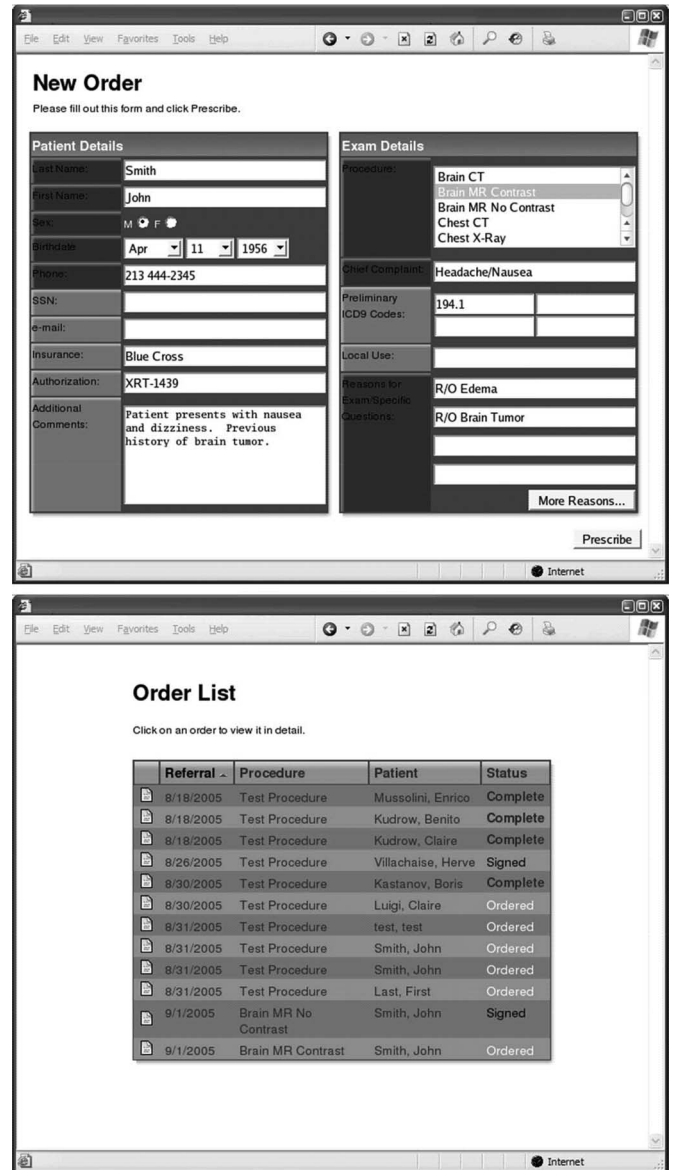 File Edit View Favorites Tools Help
New Order
Please fill out this form and click Prescribe.
Patient Details
Last Name: Smith
First Name: John
Sex: M F
Birthdate Apr 11 1956
Phone: 213 444-2345
SSN:
e-mail:
Insurance: Blue Cross
Authorization: XRT-1439
Additional Comments:
Patient presents with nausea
and dizziness. Previous
history of brain tumor.
Exam Details
Procedure:
Brain CT
Brain MR Contrast
Brain MR No Contrast
Chest CT
Chest X-Ray
Chief Complaint: Headache/Nausea
Preliminary
ICD9 Codes:
194.1
Local Use:
Reasons for
Exam/Specific
Questions:
R/O Edema
R/O Brain Tumor
More Reasons...
Prescribe
Internet
File Edit View Favorites Tools Help
Order List
Click on an order to view it in detail.
Referral Procedure Patient Status
8/18/2005 Test Procedure Mussolini, Enrico Complete
8/18/2005 Test Procedure Kudrow, Benito Complete
8/18/2005 Test Procedure Kudrow, Claire Complete
8/26/2005 Test Procedure Villachaise, Herve Signed
8/30/2005 Test Procedure Kastanov, Boris Complete
8/30/2005 Test Procedure Luigi, Claire Ordered
8/31/2005 Test Procedure test, test Ordered
8/31/2005 Test Procedure Smith, John Ordered
8/31/2005 Test Procedure Smith, John Ordered
8/31/2005 Test Procedure Last, First Ordered
9/1/2005 Brain MR No Smith, John Signed
Contrast
9/1/2005 Brain MR Contrast Smith, John Ordered
Internet